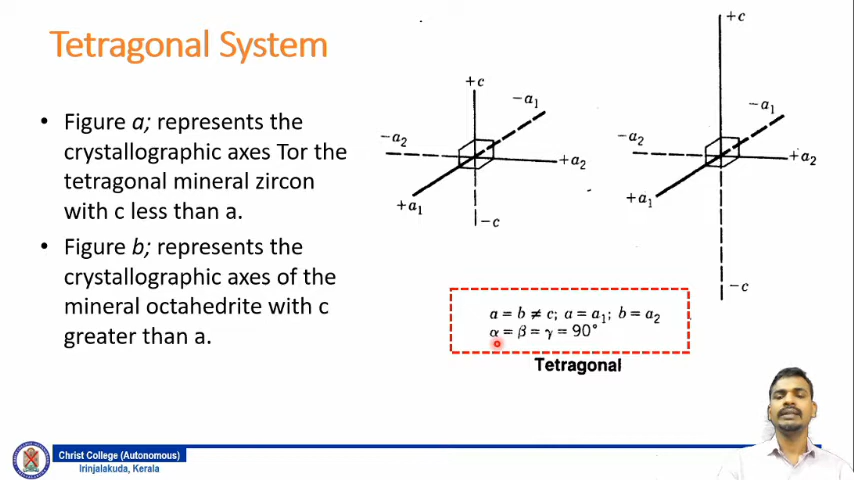 Tetragonal System
• Figure a; represents the
crystallographic axes Tor the
tetragonal mineral zircon
with c less than a.
• Figure b; represents the
crystallographic axes of the
mineral octahedrite with c
greater than a.
+c
−a₁
−a₂
+a₂
+a₁
−c
+c
−a₁
−a₂
+a₂
+a₁
−c
a = b ≠ c; a = a₁; b = a₂
α = β = γ = 90°
Tetragonal
Christ College (Autonomous)
Irinjalakuda, Kerala